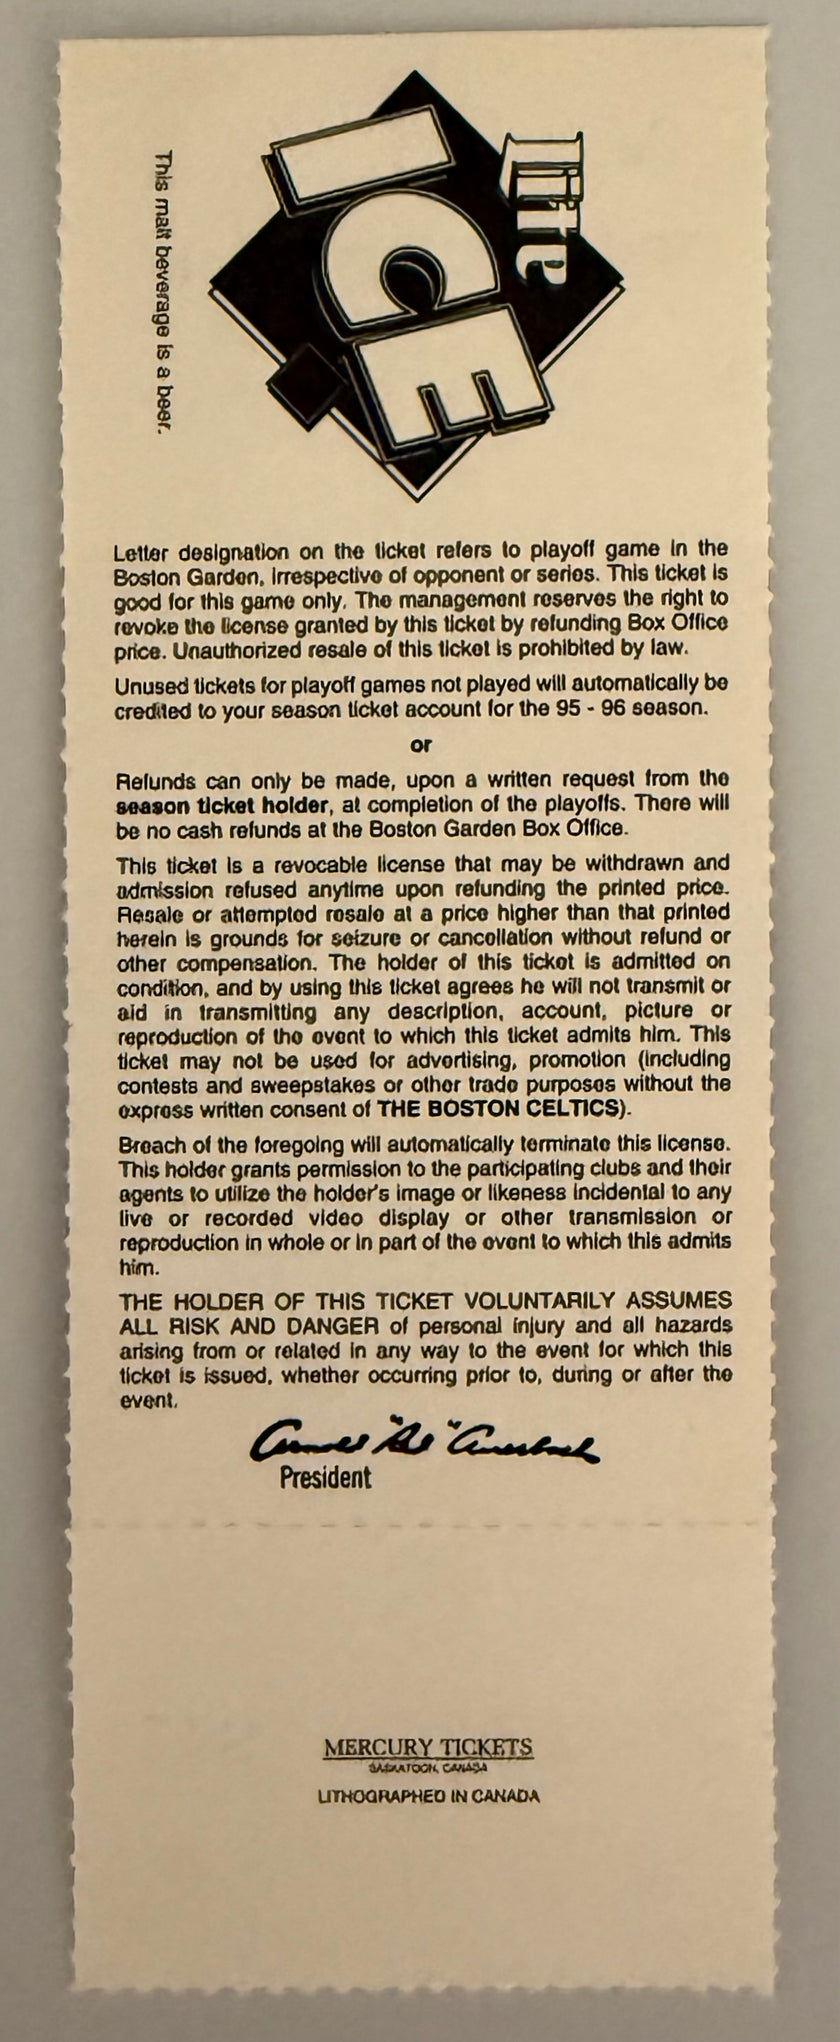 Lite
ICE
This malt beverage is a beer.
Letter designation on the ticket refers to playoff game in the
Boston Garden, irrespective of opponent or series. This ticket is
good for this game only. The management reserves the right to
revoke the license granted by this ticket by refunding Box Office
price. Unauthorized resale of this ticket is prohibited by law.
Unused tickets for playoff games not played will automatically be
credited to your season ticket account for the 95 - 96 season.
or
Refunds can only be made, upon a written request from the
season ticket holder, at completion of the playoffs. There will
be no cash refunds at the Boston Garden Box Office.
This ticket is a revocable license that may be withdrawn and
admission refused anytime upon refunding the printed price.
Resale or attempted resale at a price higher than that printed
herein is grounds for seizure or cancellation without refund or
other compensation. The holder of this ticket is admitted on
condition, and by using this ticket agrees he will not transmit or
aid in transmitting any description, account, picture or
reproduction of the event to which this ticket admits him. This
ticket may not be used for advertising, promotion (including
contests and sweepstakes or other trade purposes without the
express written consent of THE BOSTON CELTICS).
Breach of the foregoing will automatically terminate this license.
This holder grants permission to the participating clubs and their
agents to utilize the holder's image or likeness incidental to any
live or recorded video display or other transmission or
reproduction in whole or in part of the event to which this admits
him.
THE HOLDER OF THIS TICKET VOLUNTARILY ASSUMES
ALL RISK AND DANGER of personal injury and all hazards
arising from or related in any way to the event for which this
ticket is issued, whether occurring prior to, during or after the
event.
Arnold "Red" Auerbach
President
MERCURY TICKETS
SASKATOON, CANADA
LITHOGRAPHED IN CANADA